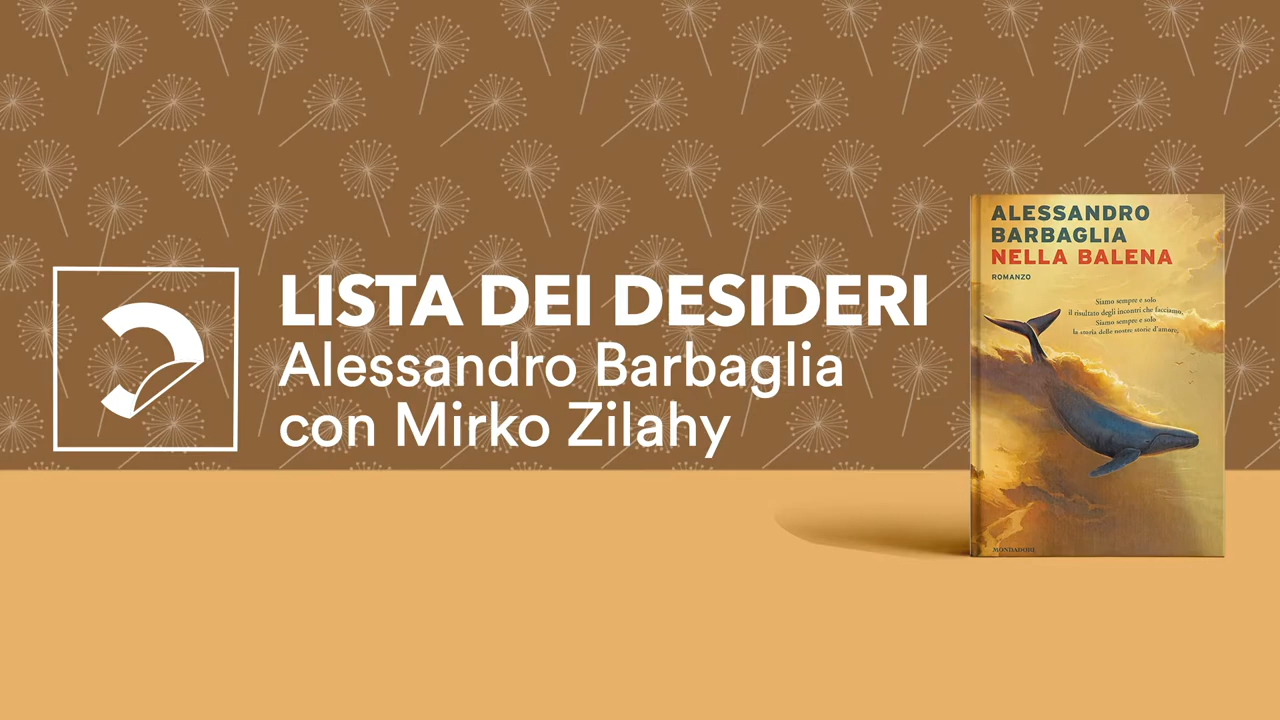 LISTA DEI DESIDERI
Alessandro Barbaglia
con Mirko Zilahy
ALESSANDRO
BARBAGLIA
NELLA BALENA
ROMANZO
Siamo sempre e solo
il risultato degli incontri che facciamo.
Siamo sempre e solo
la storia delle nostre storie d'amore.
MONDADORI